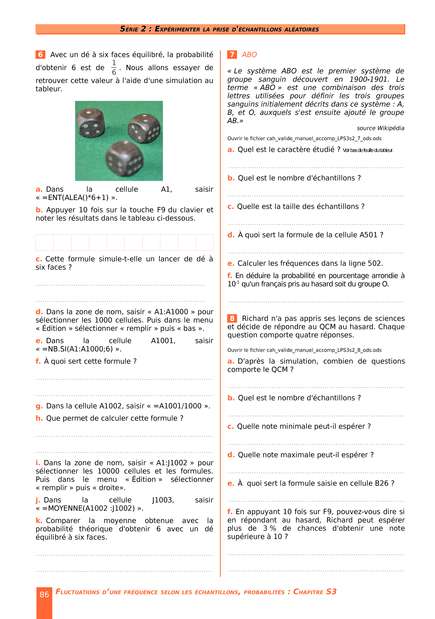 SÉRIE 2 : EXPÉRIMENTER LA PRISE D'ÉCHANTILLONS ALÉATOIRES
6 Avec un dé à six faces équilibré, la probabilité
d'obtenir 6 est de 1/6. Nous allons essayer de
retrouver cette valeur à l'aide d'une simulation au
tableur.
a. Dans la cellule A1, saisir
« =ENT(ALEA()*6+1) ».
b. Appuyer 10 fois sur la touche F9 du clavier et
noter les résultats dans le tableau ci-dessous.
c. Cette formule simule-t-elle un lancer de dé à
six faces ?
d. Dans la zone de nom, saisir « A1:A1000 » pour
sélectionner les 1000 cellules. Puis dans le menu
« Édition » sélectionner « remplir » puis « bas ».
e. Dans la cellule A1001, saisir
« =NB.SI(A1:A1000;6) ».
f. À quoi sert cette formule ?
g. Dans la cellule A1002, saisir « =A1001/1000 ».
h. Que permet de calculer cette formule ?
i. Dans la zone de nom, saisir « A1:J1002 » pour
sélectionner les 10000 cellules et les formules.
Puis dans le menu « Édition » sélectionner
« remplir » puis « droite».
j. Dans la cellule J1003, saisir
« =MOYENNE(A1002 :J1002) ».
k. Comparer la moyenne obtenue avec la
probabilité théorique d'obtenir 6 avec un dé
équilibré à six faces.
7 ABO
« Le système ABO est le premier système de
groupe sanguin découvert en 1900-1901. Le
terme « ABO » est une combinaison des trois
lettres utilisées pour définir les trois groupes
sanguins initialement décrits dans ce système : A,
B, et O, auxquels s'est ensuite ajouté le groupe
AB.»
source Wikipédia
Ouvrir le fichier cah_valide_manuel_accomp_LPS3s2_7_ods.ods
a. Quel est le caractère étudié ? Voir bas de feuille du tableur.
b. Quel est le nombre d'échantillons ?
c. Quelle est la taille des échantillons ?
d. À quoi sert la formule de la cellule A501 ?
e. Calculer les fréquences dans la ligne 502.
f. En déduire la probabilité en pourcentage arrondie à
10⁻¹ qu'un français pris au hasard soit du groupe O.
8 Richard n'a pas appris ses leçons de sciences
et décide de répondre au QCM au hasard. Chaque
question comporte quatre réponses.
Ouvrir le fichier cah_valide_manuel_accomp_LPS3s2_8_ods.ods
a. D'après la simulation, combien de questions
comporte le QCM ?
b. Quel est le nombre d'échantillons ?
c. Quelle note minimale peut-il espérer ?
d. Quelle note maximale peut-il espérer ?
e. À quoi sert la formule saisie en cellule B26 ?
f. En appuyant 10 fois sur F9, pouvez-vous dire si
en répondant au hasard, Richard peut espérer
plus de 3 % de chances d'obtenir une note
supérieure à 10 ?
86 FLUCTUATIONS D'UNE FRÉQUENCE SELON LES ÉCHANTILLONS, PROBABILITÉS : CHAPITRE S3